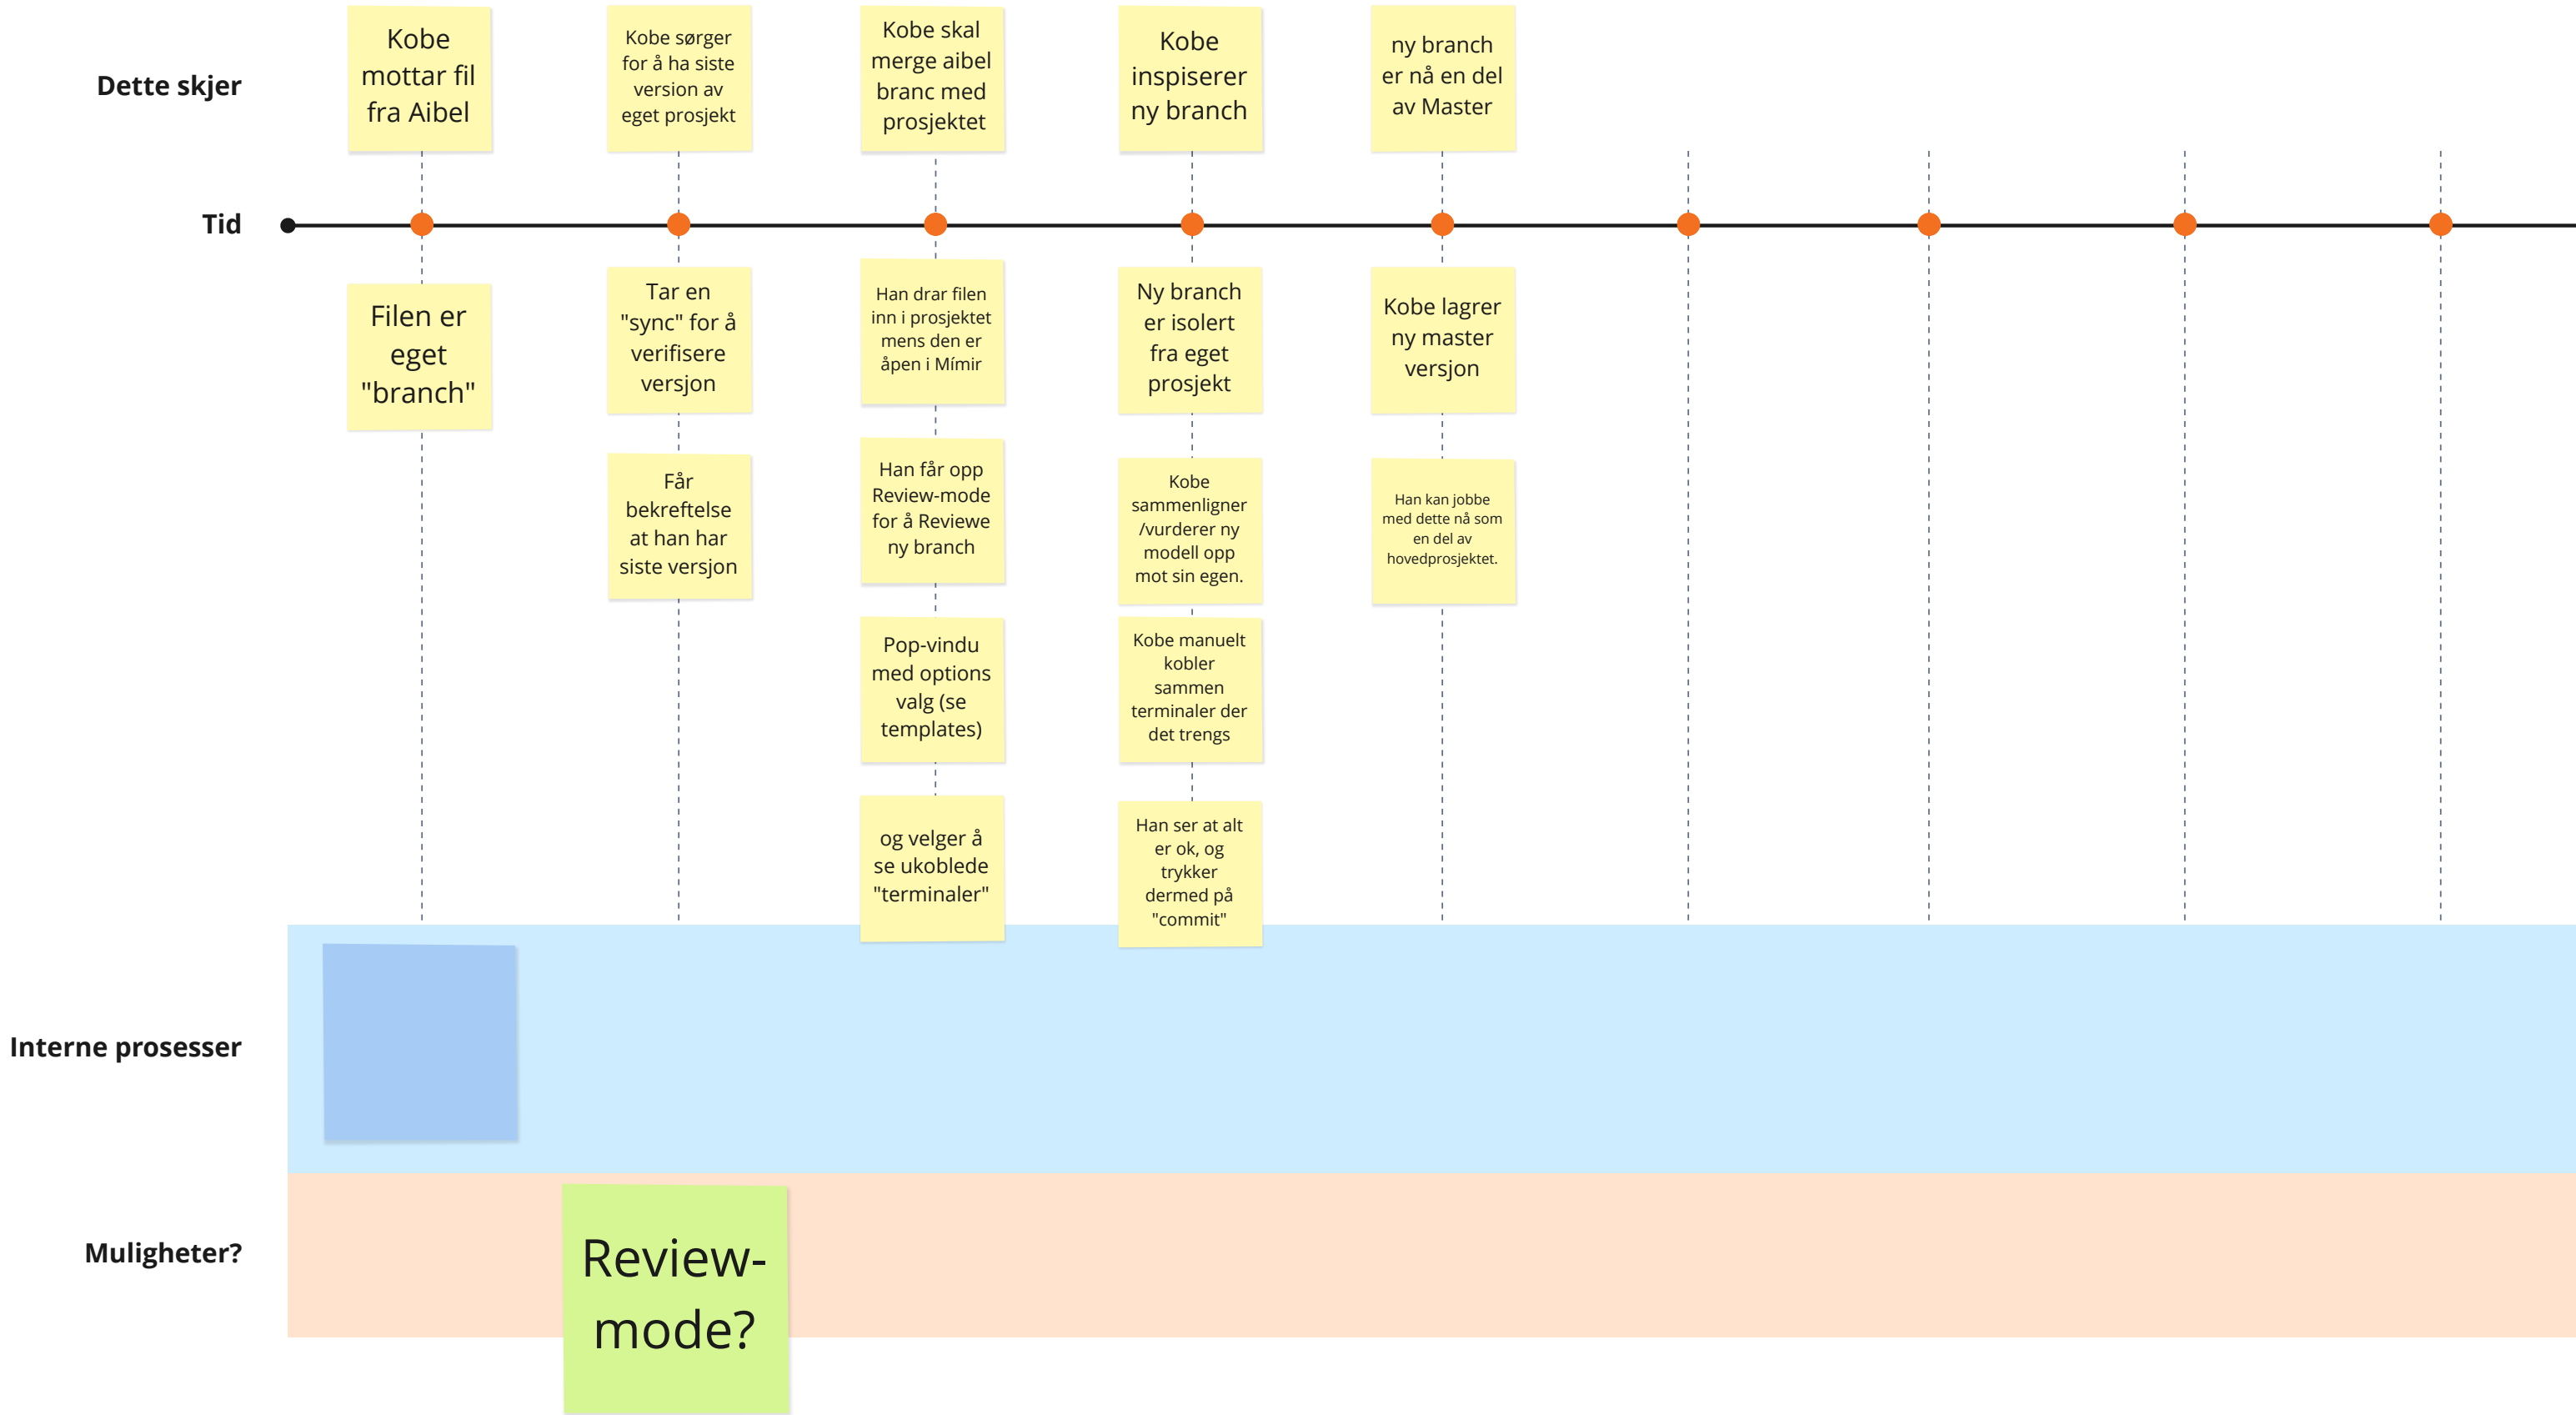 Dette skjer
Kobe
mottar fil
fra Aibel
Kobe sørger
for å ha siste
version av
eget prosjekt
Kobe skal
merge aibel
branc med
prosjektet
Kobe
inspiserer
ny branch
ny branch
er nå en del
av Master
Tid
Filen er
eget
"branch"
Tar en
"sync" for å
verifisere
versjon
Får
bekreftelse
at han har
siste versjon
Han drar filen
inn i prosjektet
mens den er
åpen i Mímir
Han får opp
Review-mode
for å Reviewe
ny branch
Pop-vindu
med options
valg (se
templates)
og velger å
se ukoblede
"terminaler"
Ny branch
er isolert
fra eget
prosjekt
Kobe
sammenligner
/vurderer ny
modell opp
mot sin egen.
Kobe manuelt
kobler
sammen
terminaler der
det trengs
Han ser at alt
er ok, og
trykker
dermed på
"commit"
Kobe lagrer
ny master
versjon
Han kan jobbe
med dette nå som
en del av
hovedprosjektet.
Interne prosesser
Muligheter?
Review-
mode?